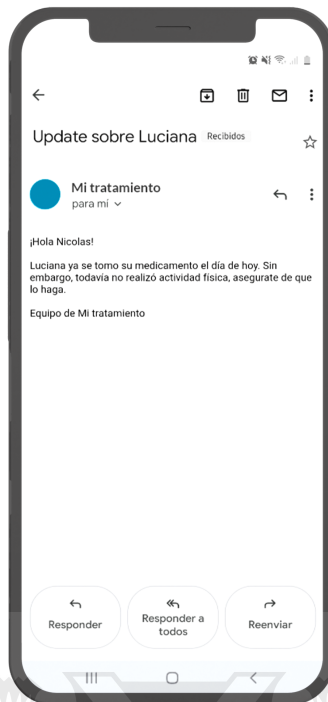 Update sobre Luciana Recibidos
Mi tratamiento
para mí
¡Hola Nicolas!
Luciana ya se tomo su medicamento el día de hoy. Sin
embargo, todavía no realizó actividad física, asegurate de que
lo haga.
Equipo de Mi tratamiento
Responder
Responder a
todos
Reenviar